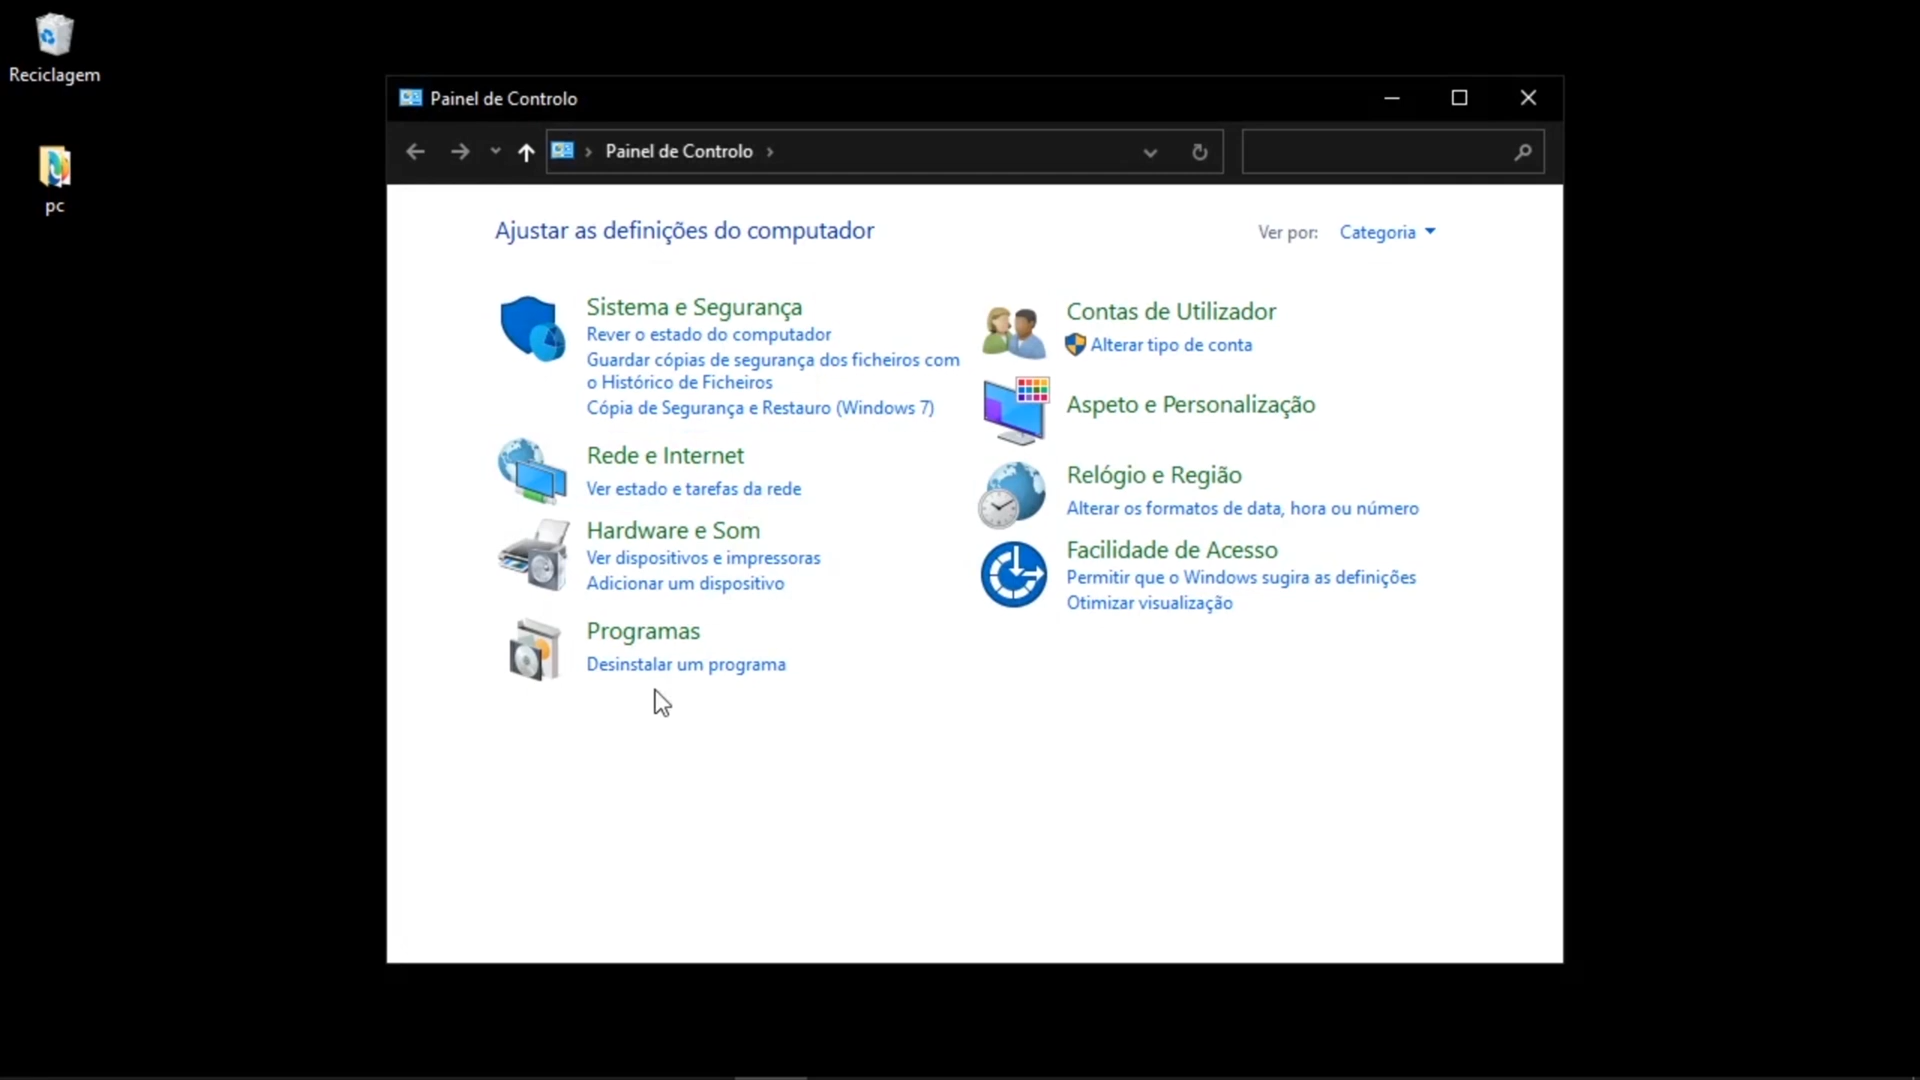 Reciclagem
pc
Painel de Controlo
Painel de Controlo
Ajustar as definições do computador
Ver por: Categoria
Sistema e Segurança
Rever o estado do computador
Guardar cópias de segurança dos ficheiros com
o Histórico de Ficheiros
Cópia de Segurança e Restauro (Windows 7)
Rede e Internet
Ver estado e tarefas da rede
Hardware e Som
Ver dispositivos e impressoras
Adicionar um dispositivo
Programas
Desinstalar um programa
Contas de Utilizador
Alterar tipo de conta
Aspeto e Personalização
Relógio e Região
Alterar os formatos de data, hora ou número
Facilidade de Acesso
Permitir que o Windows sugira as definições
Otimizar visualização